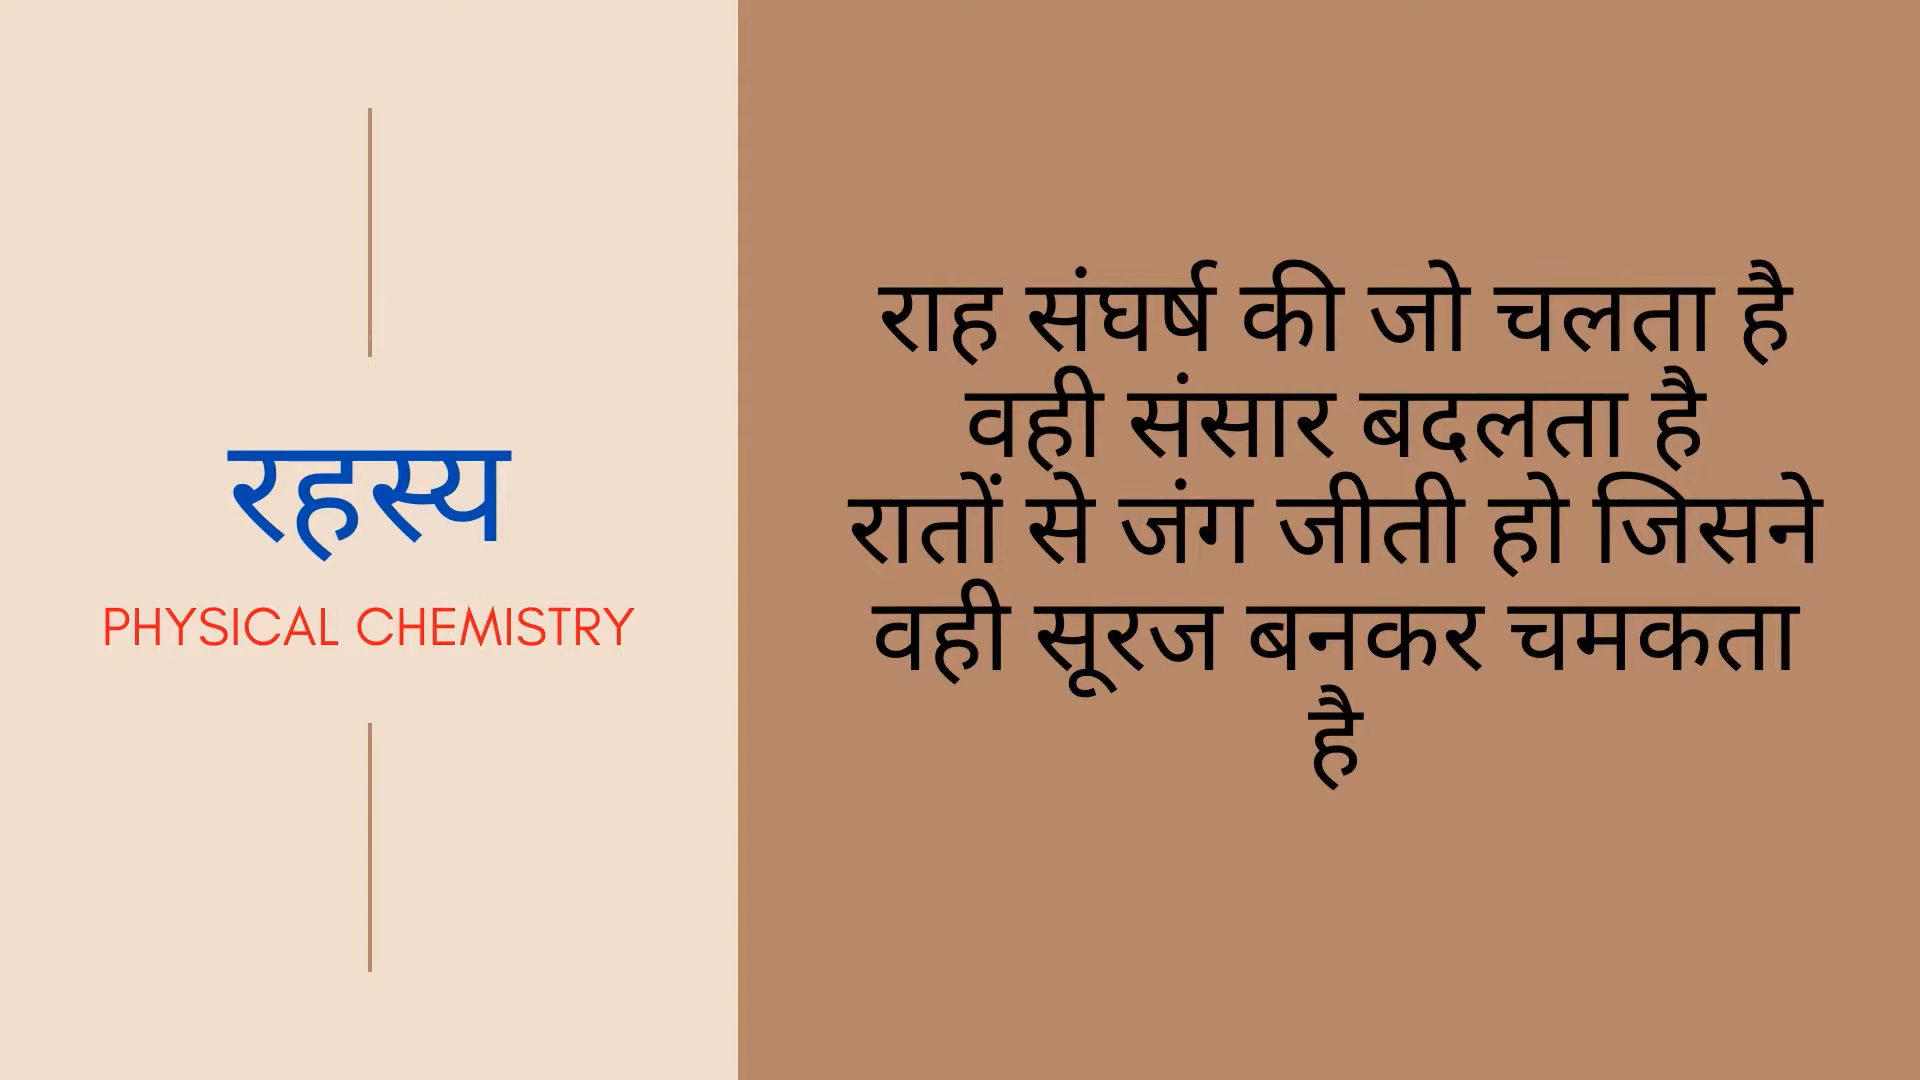 रहस्य
PHYSICAL CHEMISTRY
राह संघर्ष की जो चलता है
वही संसार बदलता है
रातों से जंग जीती हो जिसने
वही सूरज बनकर चमकता
है